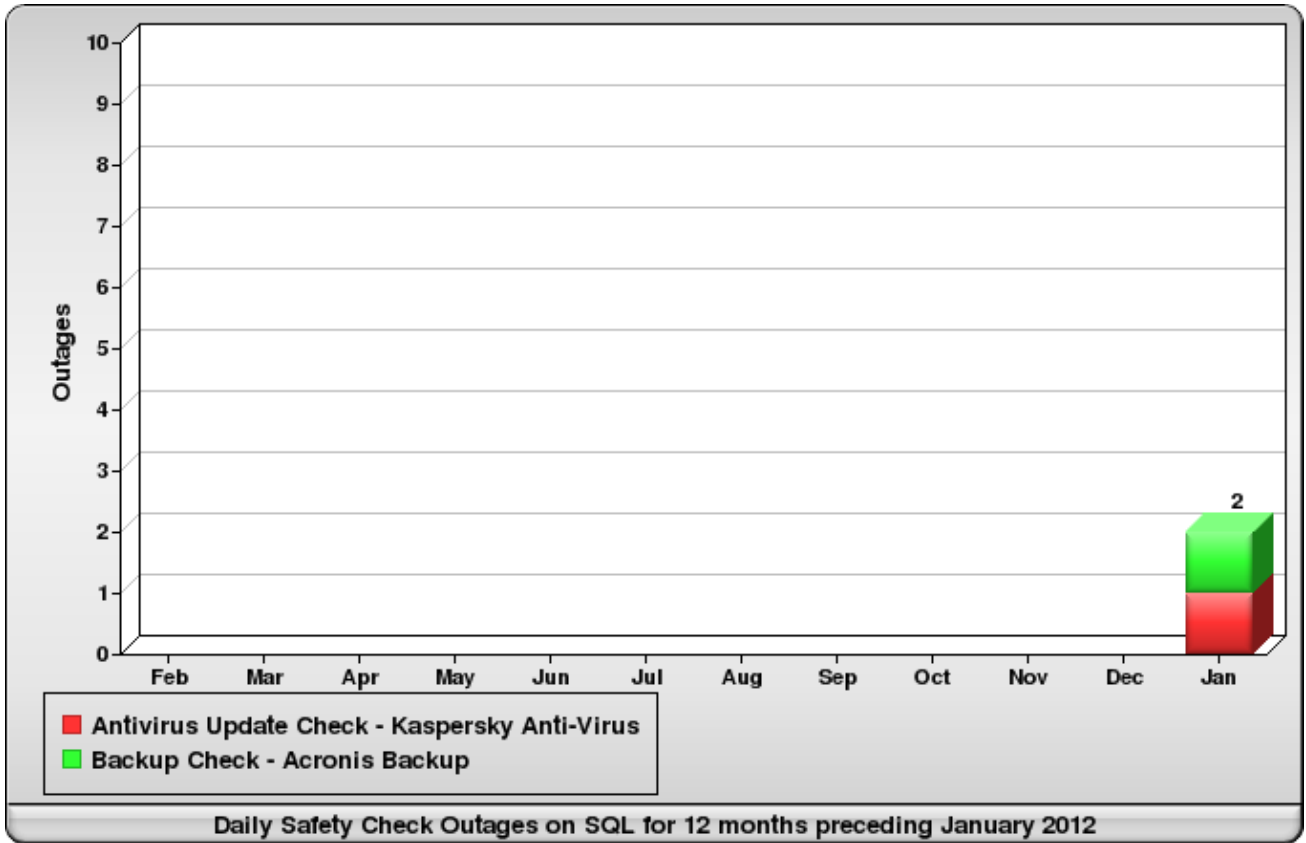 10
9
8
7
6
5
4
3
2
1
0
Outages
2
Feb Mar Apr May Jun Jul Aug Sep Oct Nov Dec Jan
Antivirus Update Check - Kaspersky Anti-Virus
Backup Check - Acronis Backup
Daily Safety Check Outages on SQL for 12 months preceding January 2012